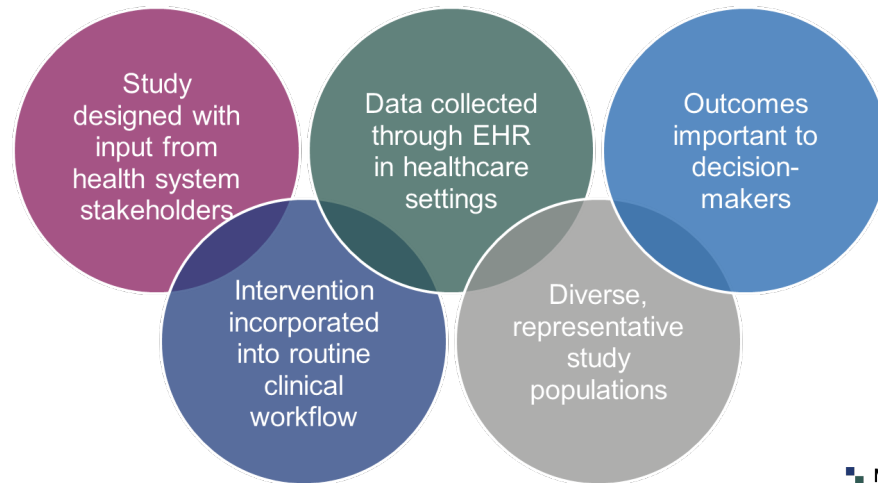 Study
designed with
input from
health system
stakeholders
Data collected
through EHR
in healthcare
settings
Outcomes
important to
decision-
makers
Intervention
incorporated
into routine
clinical
workflow
Diverse,
representative
study
populations